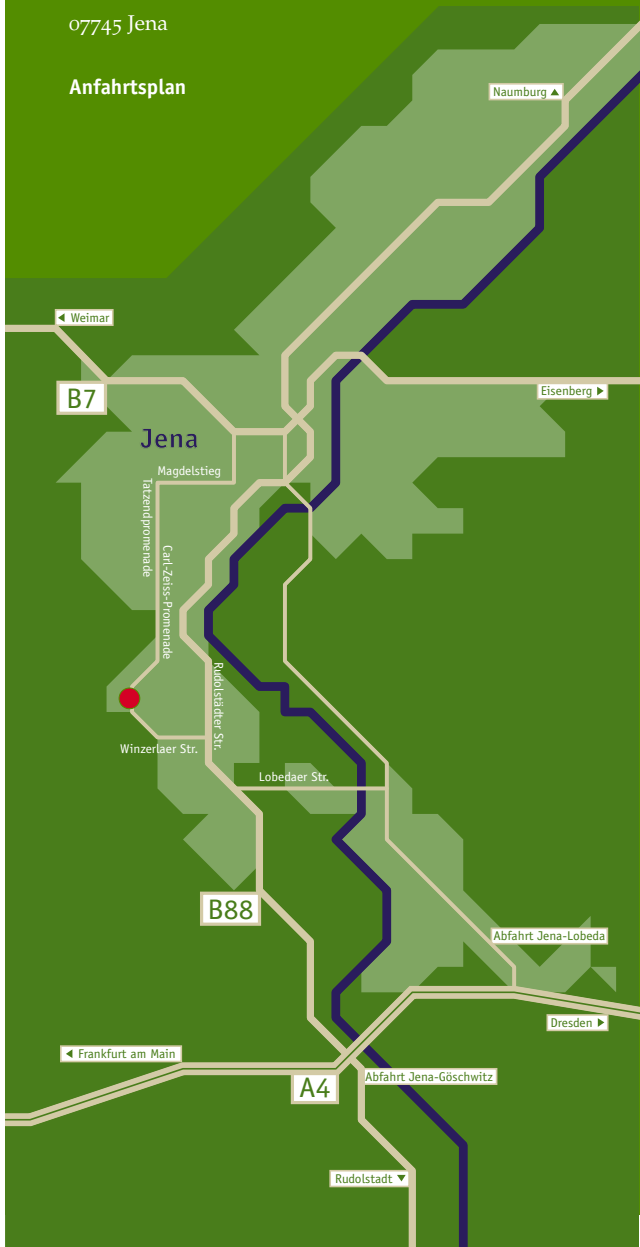 07745 Jena
Anfahrtsplan
Naumburg ▲
◄ Weimar
B7
Eisenberg ►
Jena
Magdelstieg
Tatzendpromenade
Carl-Zeiss-Promenade
Rudolstädter Str.
Winzerlaer Str.
Lobedaer Str.
B88
Abfahrt Jena-Lobeda
Dresden ►
◄ Frankfurt am Main
A4
Abfahrt Jena-Göschwitz
Rudolstadt ▼